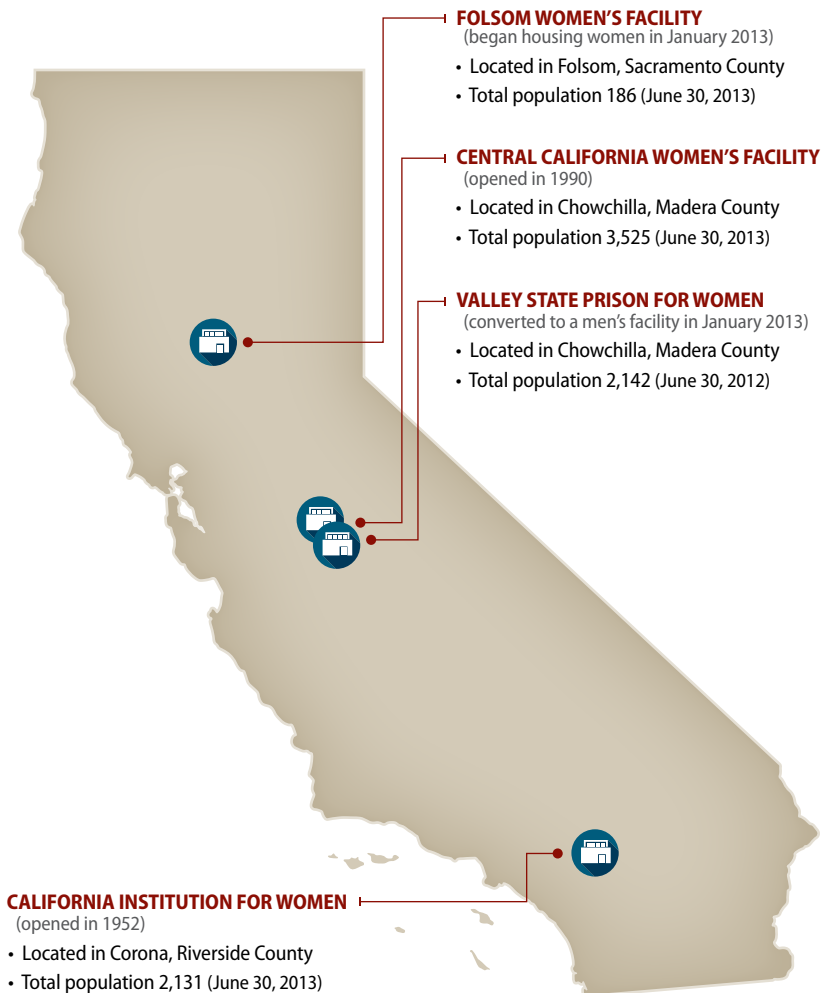 FOLSOM WOMEN'S FACILITY
(began housing women in January 2013)
• Located in Folsom, Sacramento County
• Total population 186 (June 30, 2013)
CENTRAL CALIFORNIA WOMEN'S FACILITY
(opened in 1990)
• Located in Chowchilla, Madera County
• Total population 3,525 (June 30, 2013)
VALLEY STATE PRISON FOR WOMEN
(converted to a men's facility in January 2013)
• Located in Chowchilla, Madera County
• Total population 2,142 (June 30, 2012)
CALIFORNIA INSTITUTION FOR WOMEN
(opened in 1952)
• Located in Corona, Riverside County
• Total population 2,131 (June 30, 2013)